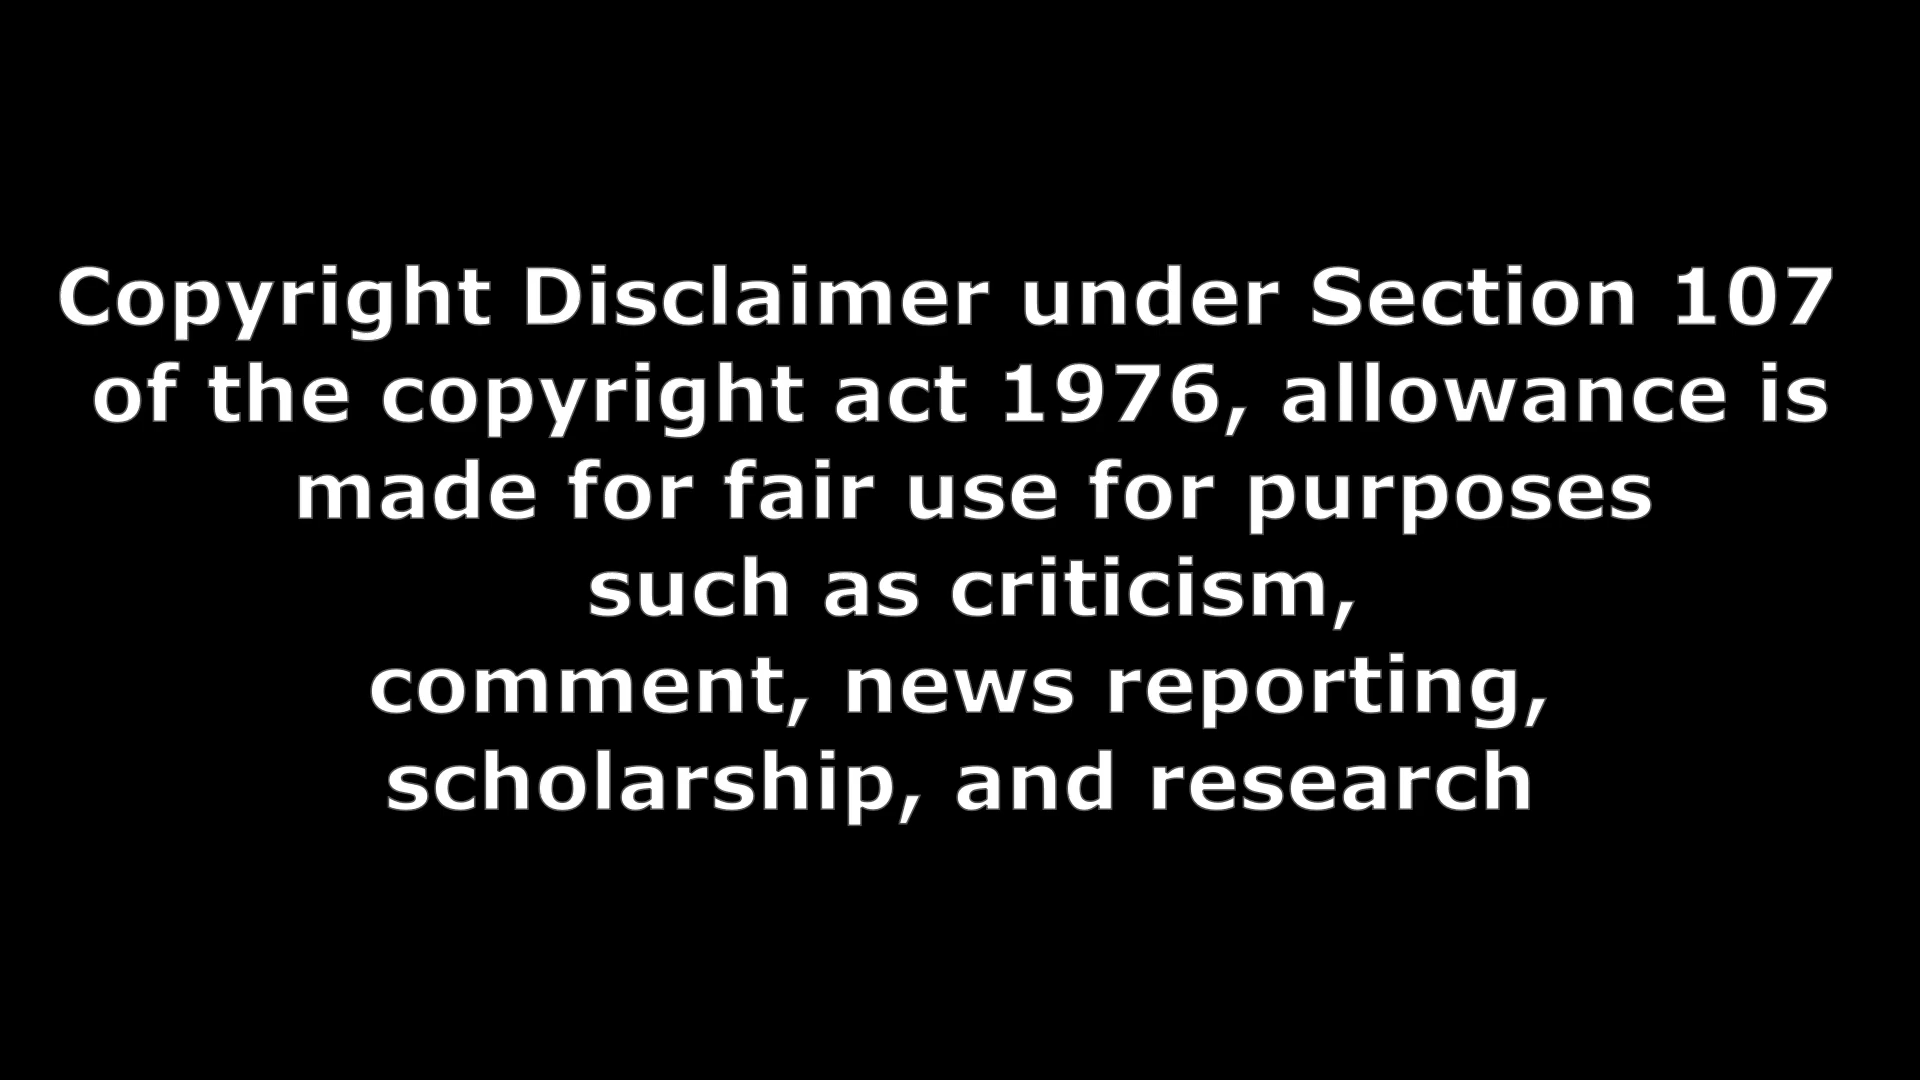 Copyright Disclaimer under Section 107
of the copyright act 1976, allowance is
made for fair use for purposes
such as criticism,
comment, news reporting,
scholarship, and research